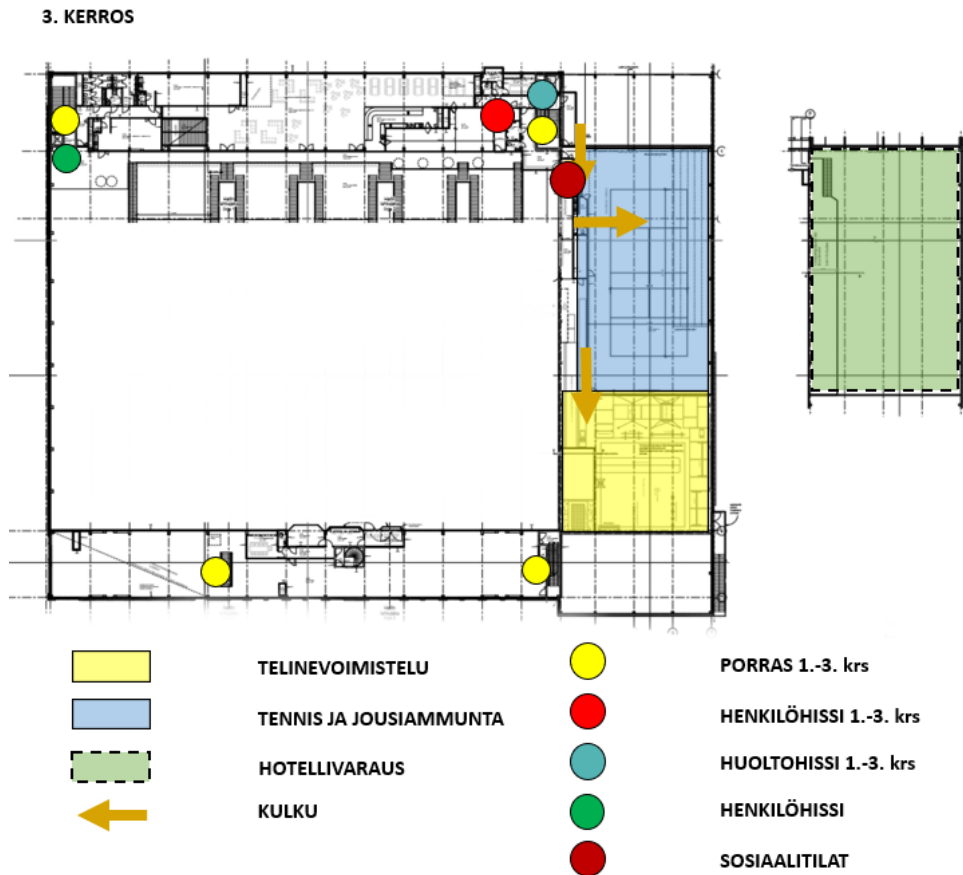 3. KERROS
TELINEVOIMISTELU
TENNIS JA JOUSIAMMUNTA
HOTELLIVARAUS
KULKU
PORRAS 1.-3. krs
HENKILÖHISSI 1.-3. krs
HUOLTOHISSI 1.-3. krs
HENKILÖHISSI
SOSIAALITILAT